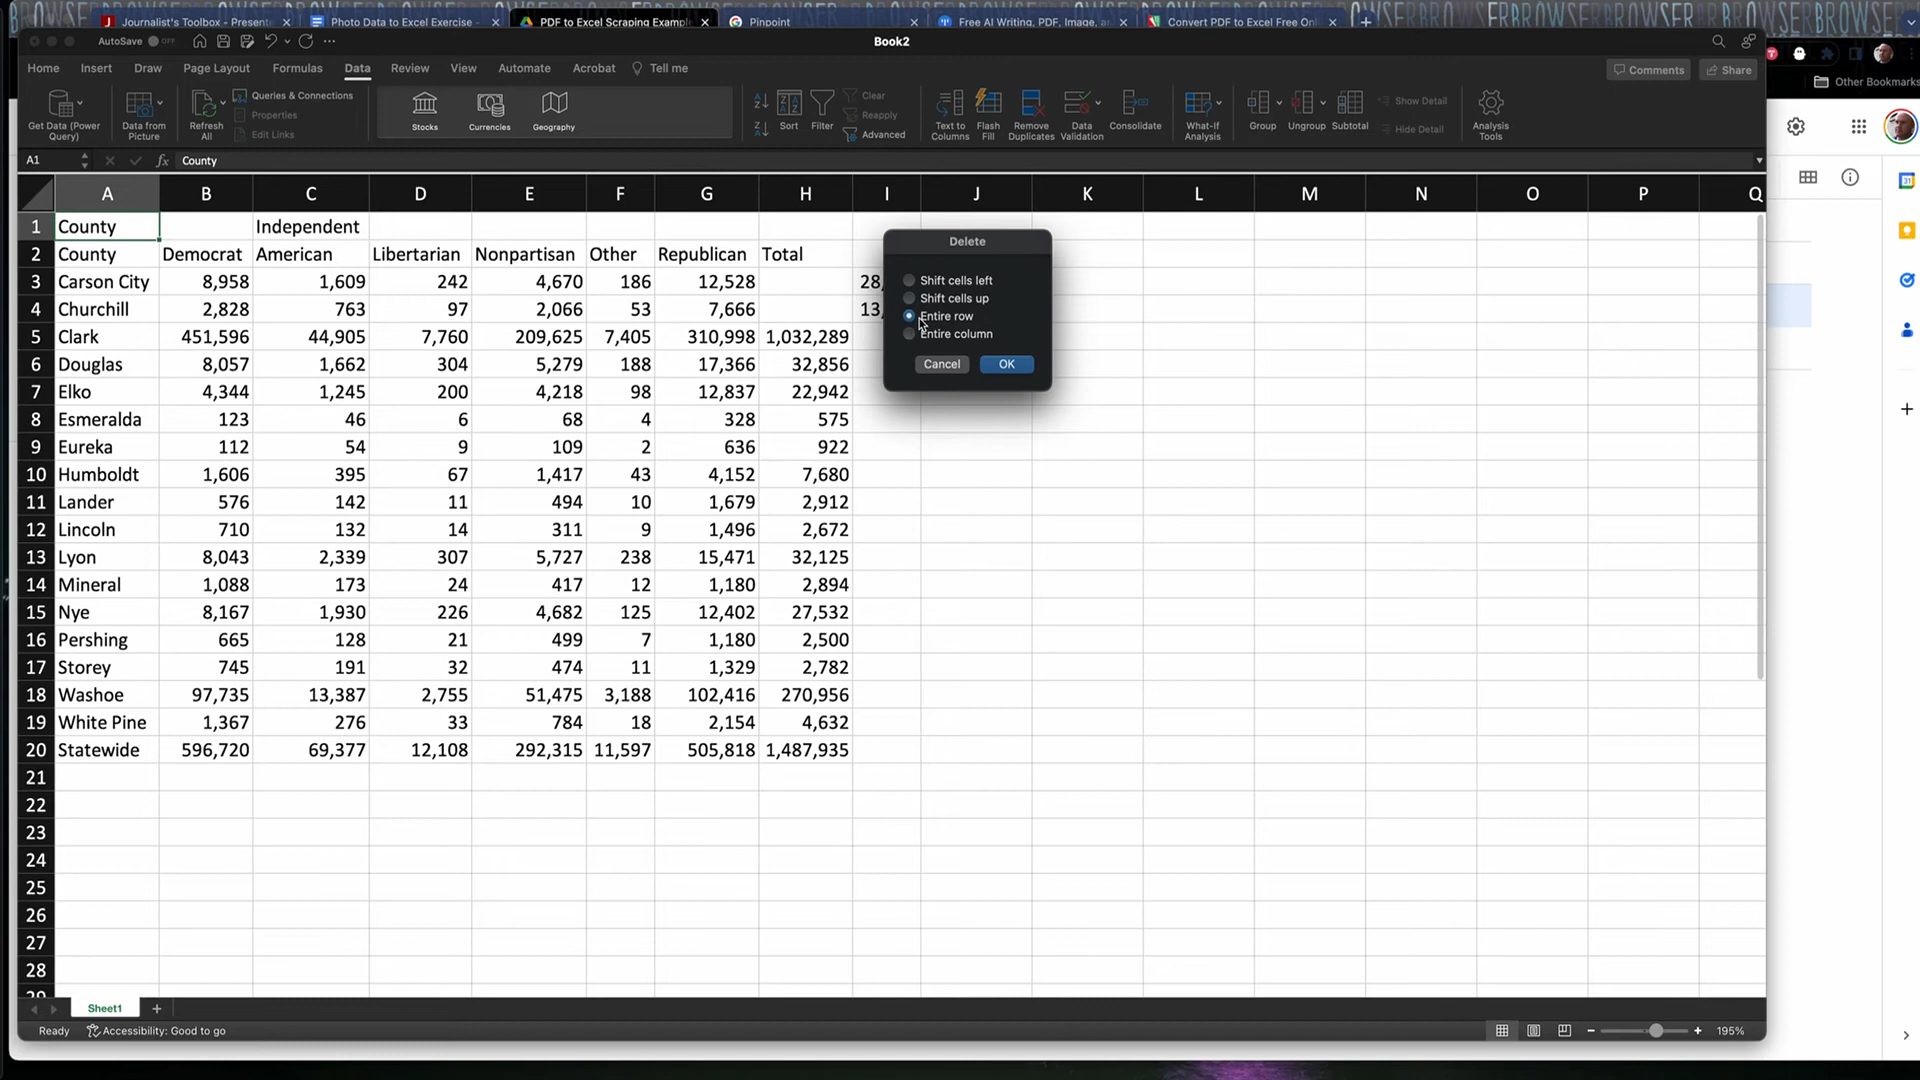 Journalist's Toolbox - Present
Photo Data to Excel Exercise -
PDF to Excel Scraping Example
Pinpoint
Free AI Writing, PDF, Image, a
Convert PDF to Excel Free Onl
BROWSER
AutoSave OFF
Book2
Home Insert Draw Page Layout Formulas Data Review View Automate Acrobat Tell me
Comments Share
Other Bookmarks
Get Data (Power Query)
Data from Picture
Refresh All
Queries & Connections
Properties
Edit Links
Stocks
Currencies
Geography
Sort
Filter
Clear
Reapply
Advanced
Text to Columns
Flash Fill
Remove Duplicates
Data Validation
Consolidate
What-If Analysis
Group
Ungroup
Subtotal
Show Detail
Hide Detail
Analysis Tools
A1 fx County
A B C D E F G H I J K L M N O P Q
1 County Independent
2 County Democrat American Libertarian Nonpartisan Other Republican Total
3 Carson City 8,958 1,609 242 4,670 186 12,528 28,
4 Churchill 2,828 763 97 2,066 53 7,666 13,
5 Clark 451,596 44,905 7,760 209,625 7,405 310,998 1,032,289
6 Douglas 8,057 1,662 304 5,279 188 17,366 32,856
7 Elko 4,344 1,245 200 4,218 98 12,837 22,942
8 Esmeralda 123 46 6 68 4 328 575
9 Eureka 112 54 9 109 2 636 922
10 Humboldt 1,606 395 67 1,417 43 4,152 7,680
11 Lander 576 142 11 494 10 1,679 2,912
12 Lincoln 710 132 14 311 9 1,496 2,672
13 Lyon 8,043 2,339 307 5,727 238 15,471 32,125
14 Mineral 1,088 173 24 417 12 1,180 2,894
15 Nye 8,167 1,930 226 4,682 125 12,402 27,532
16 Pershing 665 128 21 499 7 1,180 2,500
17 Storey 745 191 32 474 11 1,329 2,782
18 Washoe 97,735 13,387 2,755 51,475 3,188 102,416 270,956
19 White Pine 1,367 276 33 784 18 2,154 4,632
20 Statewide 596,720 69,377 12,108 292,315 11,597 505,818 1,487,935
21
22
23
24
25
26
27
28
29
Delete
Shift cells left
Shift cells up
Entire row
Entire column
Cancel OK
Sheet1
Ready Accessibility: Good to go
195%
31